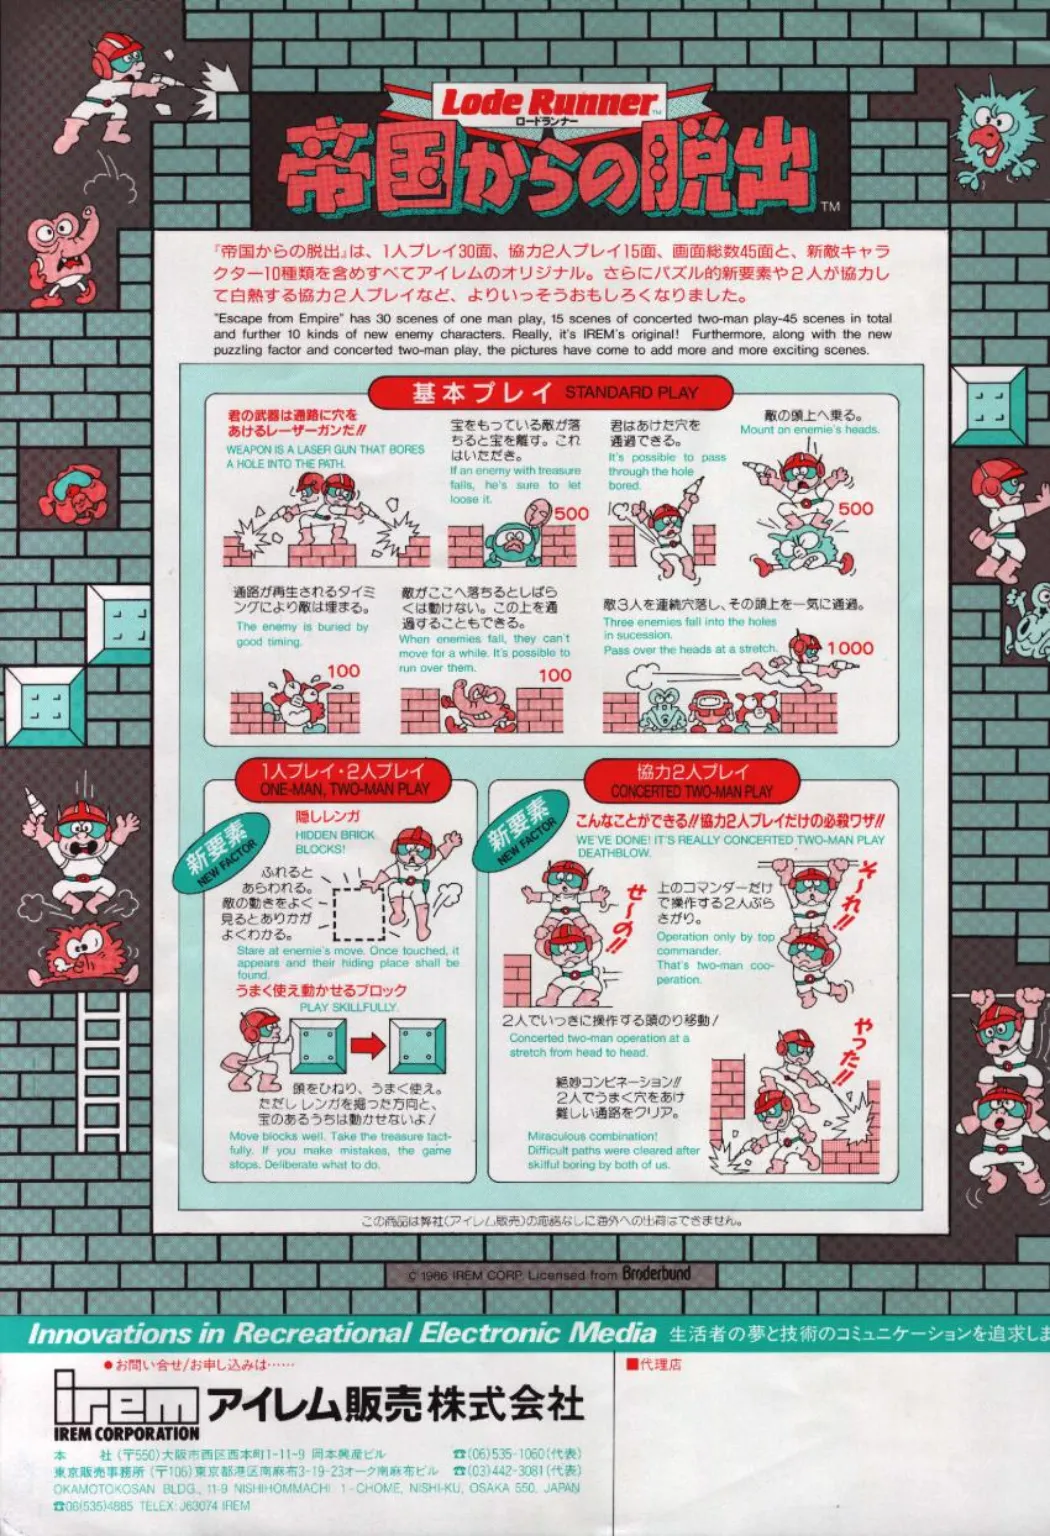 Lode Runner™
ロードランナー
帝国からの脱出™
「帝国からの脱出」は、1人プレイ30面、協力2人プレイ15面、画面総数45面と、新敵キャラ
クター10種類を含めすべてアイレムのオリジナル。さらにパズル的新要素や2人が協力し
て白熱する協力2人プレイなど、よりいっそうおもしろくなりました。
"Escape from Empire" has 30 scenes of one man play, 15 scenes of concerted two-man play-45 scenes in total
and further 10 kinds of new enemy characters. Really, it's IREM's original! Furthermore, along with the new
puzzling factor and concerted two-man play, the pictures have come to add more and more exciting scenes.
基本プレイ STANDARD PLAY
君の武器は通路に穴を
あけるレーザーガンだ!!
WEAPON IS A LASER GUN THAT BORES
A HOLE INTO THE PATH.
宝をもっている敵が落
ちると宝を離す。これ
はいただき。
If an enemy with treasure
falls, he's sure to let
loose it.
500
君はあけた穴を
通過できる。
It's possible to pass
through the hole
bored.
敵の頭上へ乗る。
Mount on enemie's heads.
500
通路が再生されるタイミ
ングにより敵は埋まる。
The enemy is buried by
good timing.
100
敵がここへ落ちるとしばら
くは動けない。この上を通
過することもできる。
When enemies fall, they can't
move for a while. It's possible to
run over them.
100
敵3人を連続穴落し、その頭上を一気に通過。
Three enemies fall into the holes
in sucession.
Pass over the heads at a stretch.
1000
1人プレイ・2人プレイ
ONE-MAN, TWO-MAN PLAY
新要素
NEW FACTOR
隠しレンガ
HIDDEN BRICK
BLOCKS!
ふれると
あらわれる。
敵の動きをよく
見るとありかが
よくわかる。
Stare at enemie's move. Once touched, it
appears and their hiding place shall be
found.
うまく使え動かせるブロック
PLAY SKILLFULLY.
頭をひねり、うまく使え。
ただし レンガを掘った方向と、
宝のあるうちは動かせないよ!
Move blocks well. Take the treasure tact-
fully. If you make mistakes, the game
stops. Deliberate what to do.
協力2人プレイ
CONCERTED TWO-MAN PLAY
新要素
NEW FACTOR
こんなことができる!!協力2人プレイだけの必殺ワザ!!
WE'VE DONE! IT'S REALLY CONCERTED TWO-MAN PLAY
DEATHBLOW.
せ〜の!!
上のコマンダーだけ
で操作する2人ぶら
さがり。
Operation only by top
commander.
That's two-man coo-
peration.
そ〜れ!!
2人でいっきに操作する頭のり移動!
Concerted two-man operation at a
stretch from head to head.
絶妙コンビネーション!!
2人でうまく穴をあけ
難しい通路をクリア。
Miraculous combination!
Difficult paths were cleared after
skilful boring by both of us.
やった!!
この商品は弊社(アイレム販売)の承諾なしに海外への出荷はできません。
© 1986 IREM CORP. Licensed from Brøderbund
Innovations in Recreational Electronic Media 生活者の夢と技術のコミュニケーションを追求しま
●お問い合せ/お申し込みは……
irem アイレム販売株式会社
IREM CORPORATION
本 社 (〒550)大阪市西区西本町1-11-9 岡本興産ビル ☎(06)535-1060(代表)
東京販売事務所 (〒106)東京都港区南麻布3-19-23オーク南麻布ビル ☎(03)442-3081(代表)
OKAMOTOKOSAN BLDG., 11-9 NISHIHOMMACHI 1-CHOME, NISHI-KU, OSAKA 550, JAPAN
☎06(535)4885 TELEX: J63074 IREM
■代理店